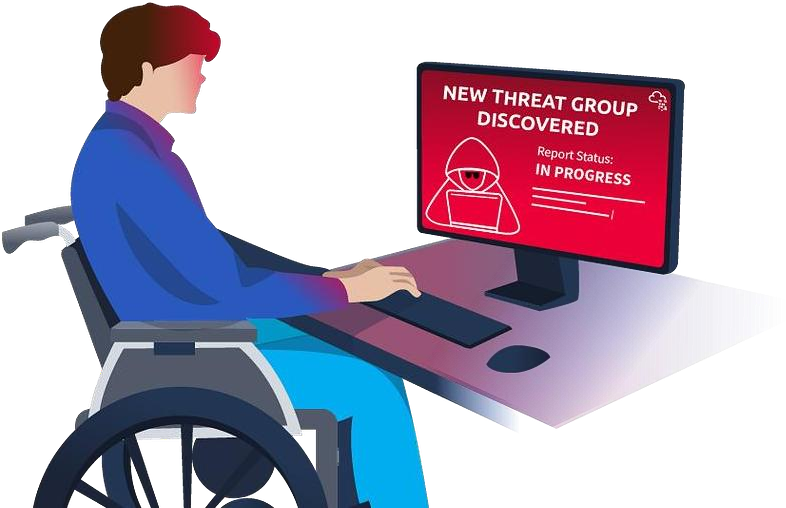 NEW THREAT GROUP
DISCOVERED
Report Status:
IN PROGRESS